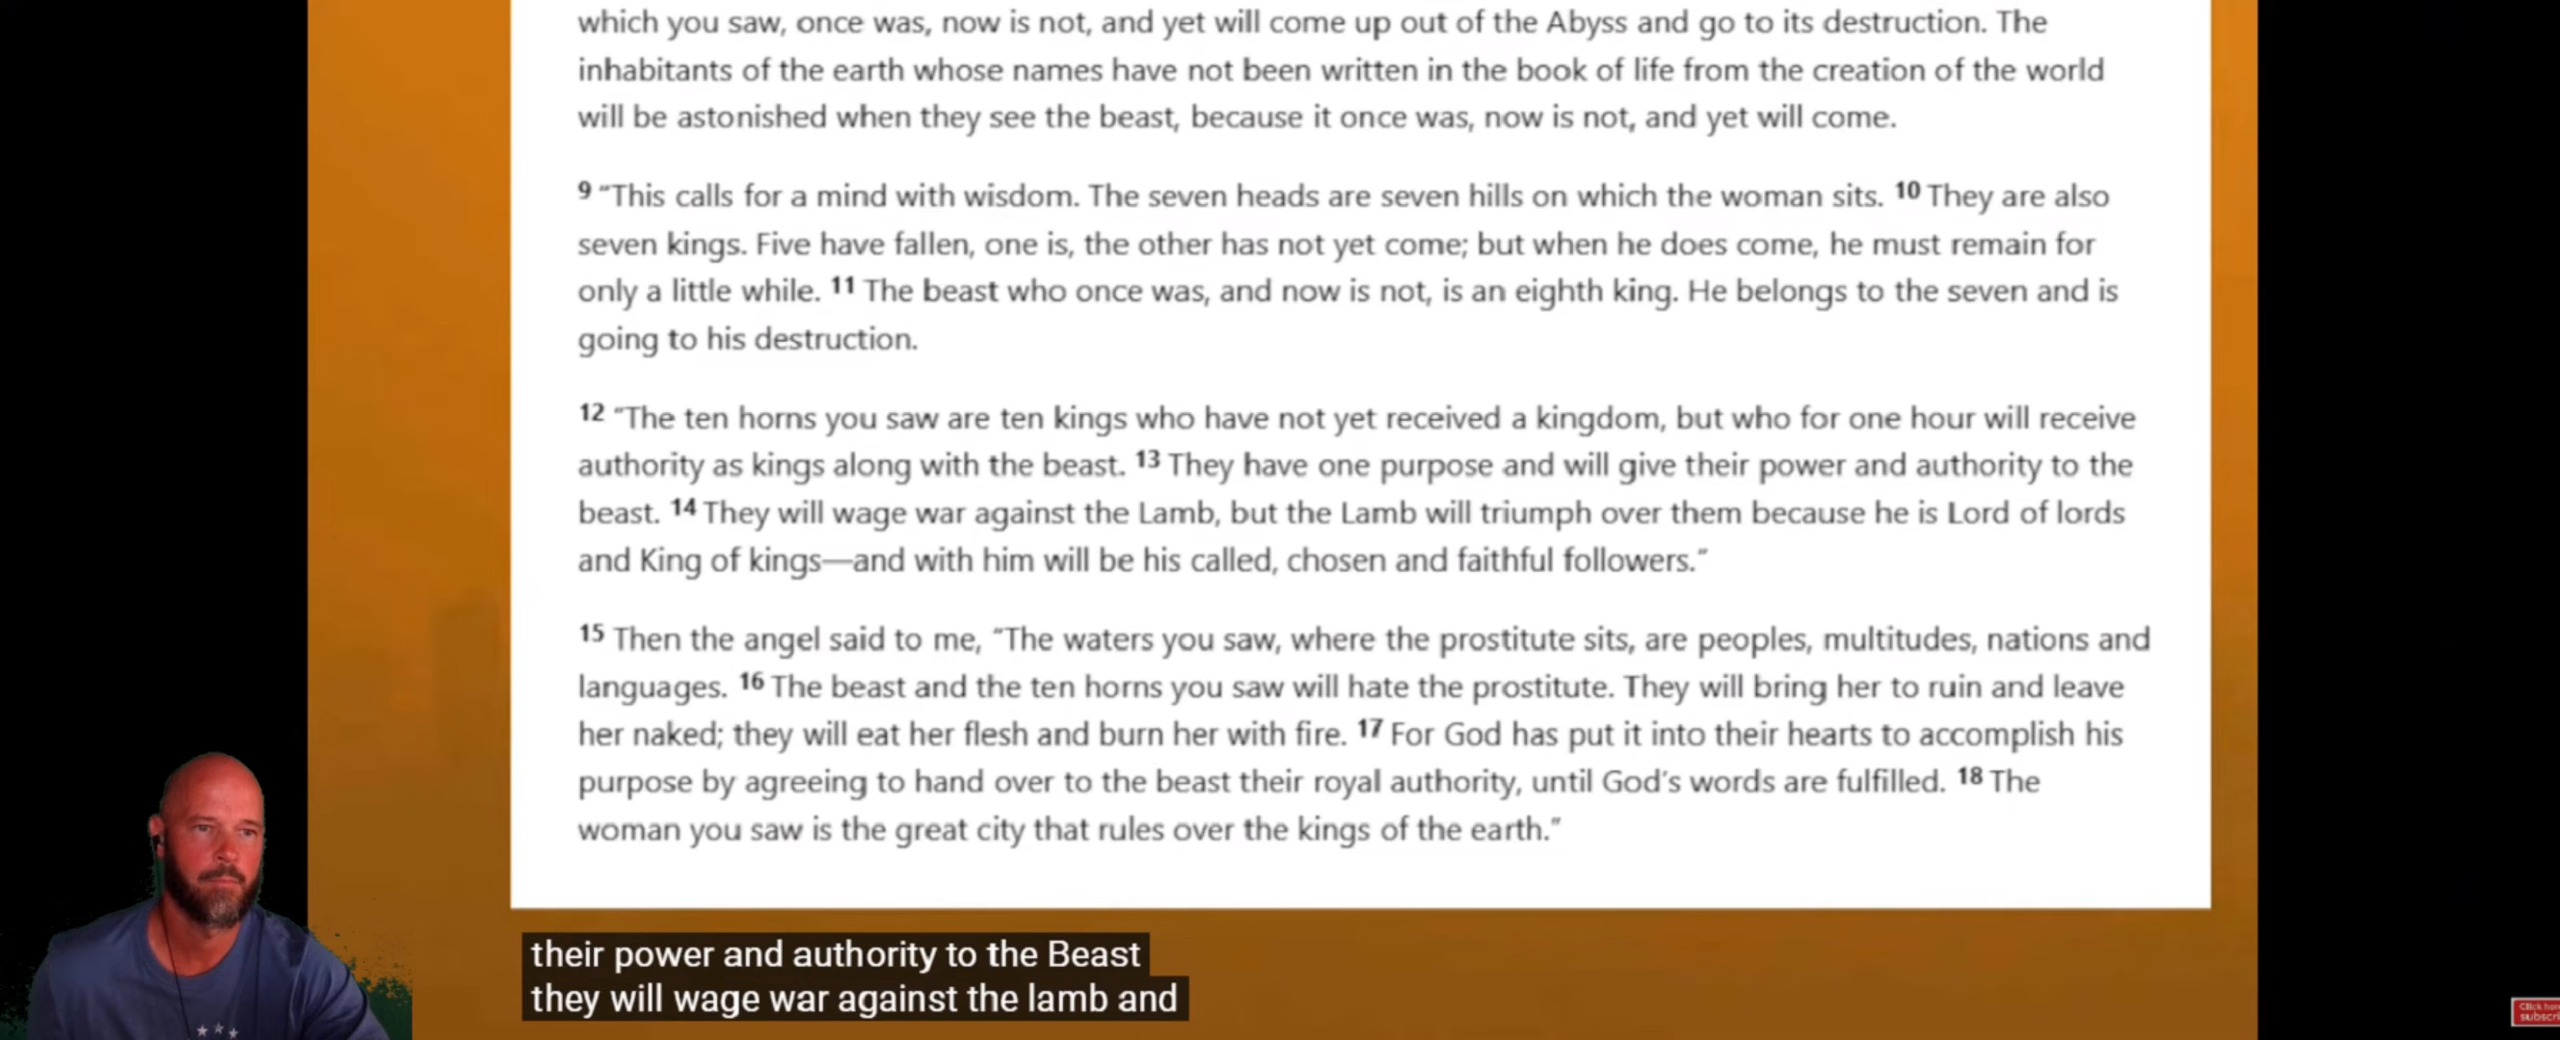 which you saw, once was, now is not, and yet will come up out of the Abyss and go to its destruction. The
inhabitants of the earth whose names have not been written in the book of life from the creation of the world
will be astonished when they see the beast, because it once was, now is not, and yet will come.
9 “This calls for a mind with wisdom. The seven heads are seven hills on which the woman sits. 10 They are also
seven kings. Five have fallen, one is, the other has not yet come; but when he does come, he must remain for
only a little while. 11 The beast who once was, and now is not, is an eighth king. He belongs to the seven and is
going to his destruction.
12 “The ten horns you saw are ten kings who have not yet received a kingdom, but who for one hour will receive
authority as kings along with the beast. 13 They have one purpose and will give their power and authority to the
beast. 14 They will wage war against the Lamb, but the Lamb will triumph over them because he is Lord of lords
and King of kings—and with him will be his called, chosen and faithful followers.”
15 Then the angel said to me, “The waters you saw, where the prostitute sits, are peoples, multitudes, nations and
languages. 16 The beast and the ten horns you saw will hate the prostitute. They will bring her to ruin and leave
her naked; they will eat her flesh and burn her with fire. 17 For God has put it into their hearts to accomplish his
purpose by agreeing to hand over to the beast their royal authority, until God’s words are fulfilled. 18 The
woman you saw is the great city that rules over the kings of the earth.”
their power and authority to the Beast
they will wage war against the lamb and
Click